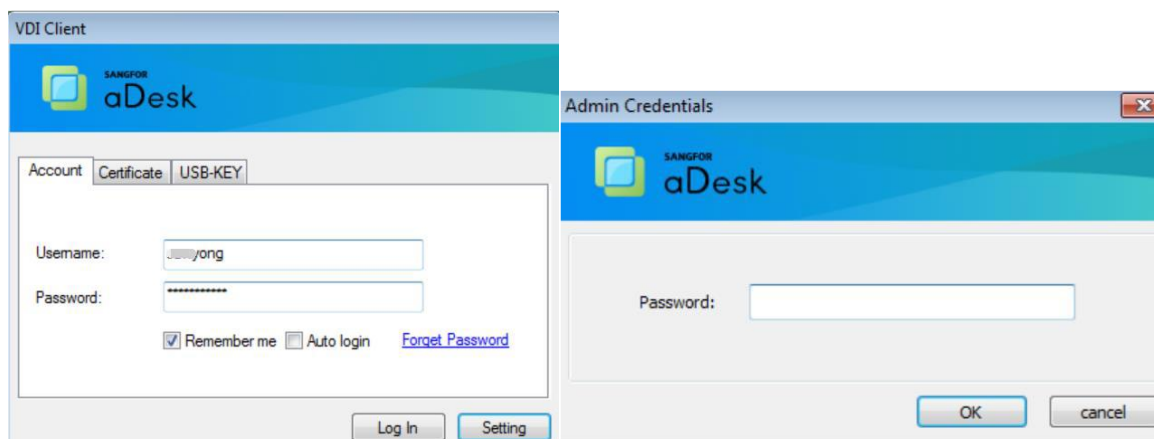 VDI Client
SANGFOR
aDesk
Account Certificate USB-KEY
Username:
yong
Password: ***********
Remember me Auto login Forget Password
Log In Setting
Admin Credentials
SANGFOR
aDesk
Password:
OK cancel